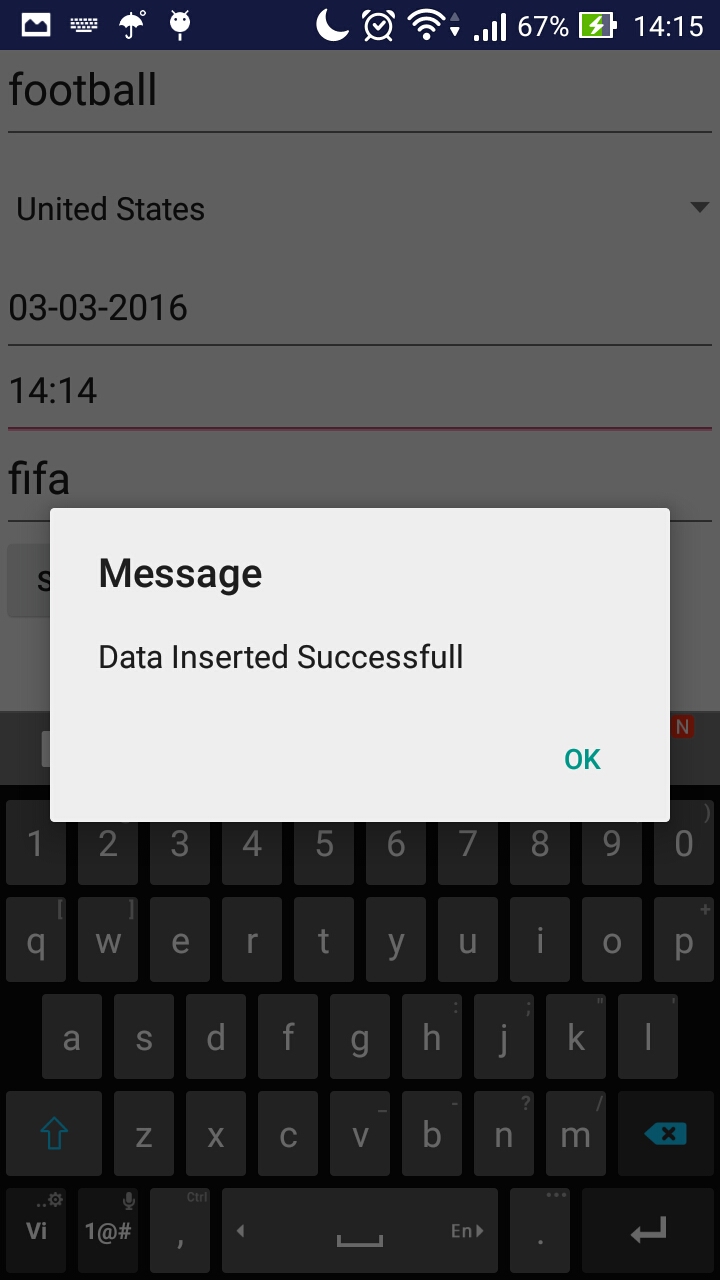 67% 14:15
football
United States
03-03-2016
14:14
fifa
S
Message
Data Inserted Successfull
OK
N
)
1 2 3 4 5 6 7 8 9 0
[ ] +
q w e r t y u i o p
: ; " '
a s d f g h j k l
_ - ? /
z x c v b n m
Ctrl
Vi 1@# , En .